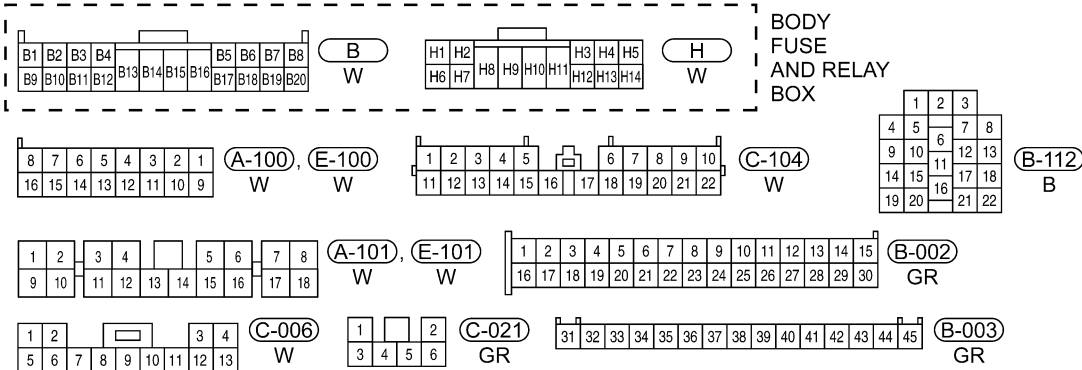 B1 B2 B3 B4 B13 B14 B15 B16 B5 B6 B7 B8
B9 B10 B11 B12 B17 B18 B19 B20
B
W
H1 H2 H8 H9 H10 H11 H3 H4 H5
H6 H7 H12 H13 H14
H
W
BODY
FUSE
AND RELAY
BOX
8 7 6 5 4 3 2 1
16 15 14 13 12 11 10 9
A-100, E-100
W W
1 2 3 4 5 6 7 8 9 10
11 12 13 14 15 16 17 18 19 20 21 22
C-104
W
1 2 3
4 5 6 7 8
9 10 11 12 13
14 15 16 17 18
19 20 21 22
B-112
B
1 2 3 4 5 6 7 8
9 10 11 12 13 14 15 16 17 18
A-101, E-101
W W
1 2 3 4 5 6 7 8 9 10 11 12 13 14 15
16 17 18 19 20 21 22 23 24 25 26 27 28 29 30
B-002
GR
1 2 3 4
5 6 7 8 9 10 11 12 13
C-006
W
1 2
3 4 5 6
C-021
GR
31 32 33 34 35 36 37 38 39 40 41 42 43 44 45
B-003
GR